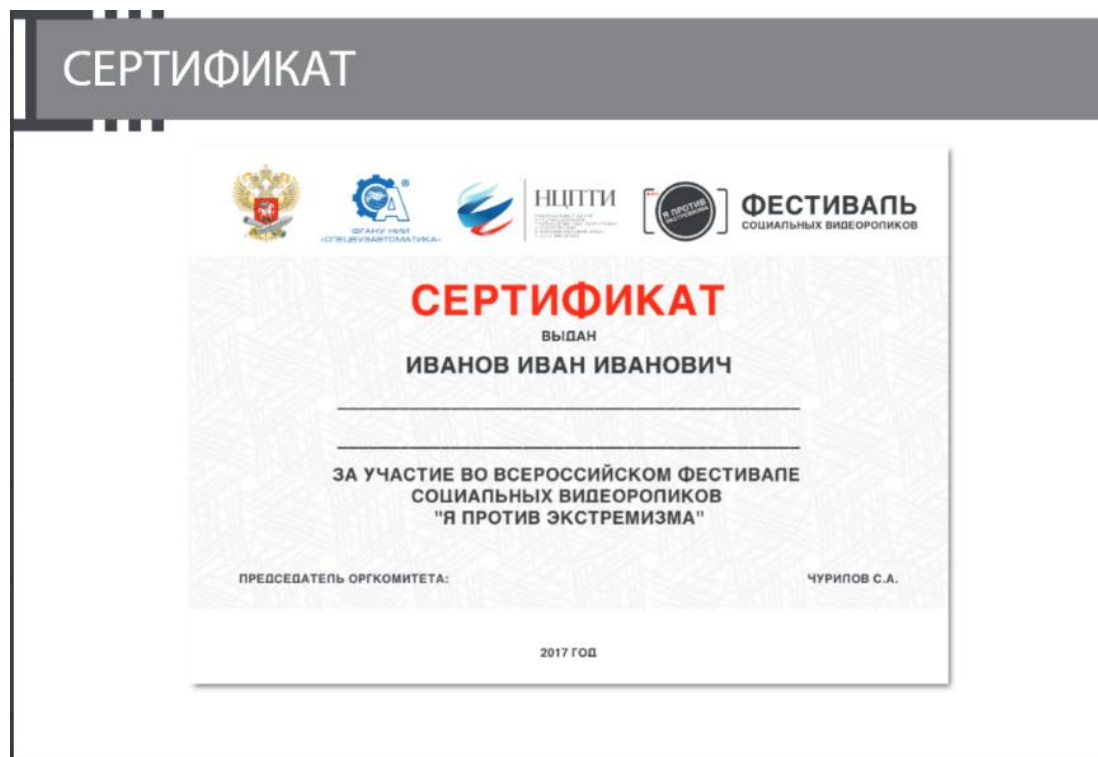 СЕРТИФИКАТ
ФГАНУ НИИ
«СПЕЦВУЗАВТОМАТИКА»
НЦПТИ
Я ПРОТИВ
ЭКСТРЕМИЗМА
ФЕСТИВАЛЬ
СОЦИАЛЬНЫХ ВИДЕОРОЛИКОВ
СЕРТИФИКАТ
ВЫДАН
ИВАНОВ ИВАН ИВАНОВИЧ
ЗА УЧАСТИЕ ВО ВСЕРОССИЙСКОМ ФЕСТИВАЛЕ
СОЦИАЛЬНЫХ ВИДЕОРОЛИКОВ
"Я ПРОТИВ ЭКСТРЕМИЗМА"
ПРЕДСЕДАТЕЛЬ ОРГКОМИТЕТА:
ЧУРИЛОВ С.А.
2017 ГОД